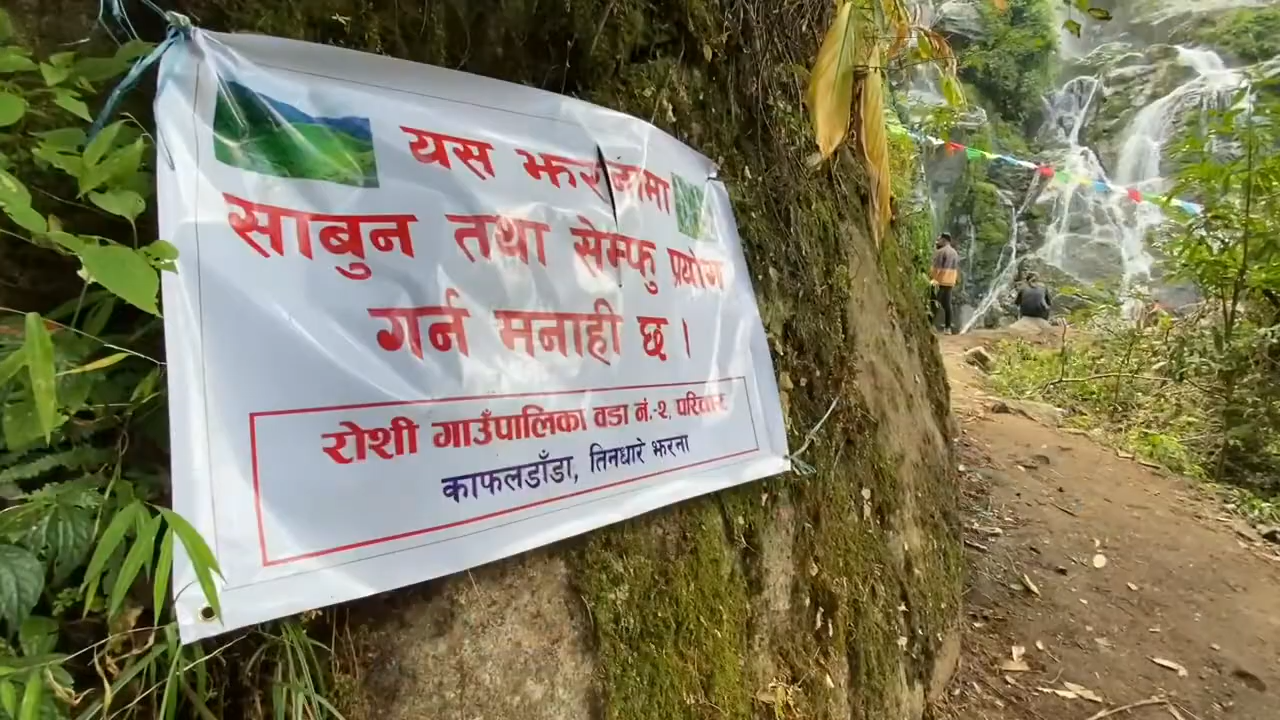 यस झरनामा
साबुन तथा सेम्फु प्रयोग
गर्न मनाही छ ।
रोशी गाउँपालिका वडा नं.-२, परिवार
काफलडाँडा, तिनधारे झरना